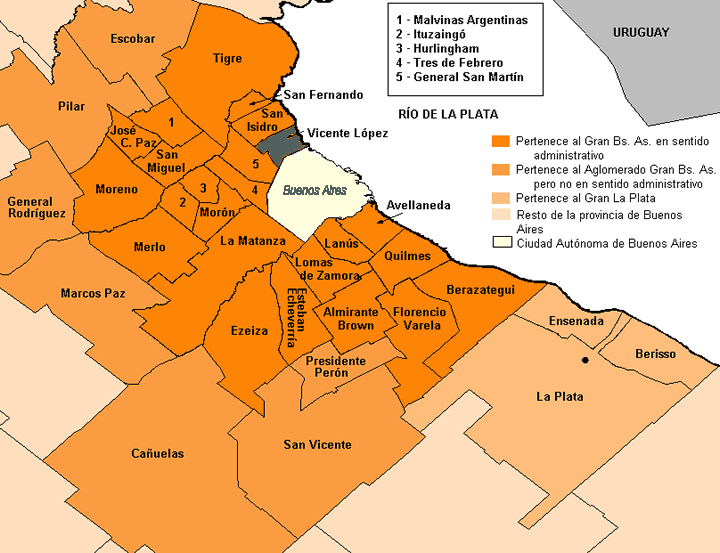 1 - Malvinas Argentinas
2 - Ituzaingó
3 - Hurlingham
4 - Tres de Febrero
5 - General San Martín
URUGUAY
Escobar
Tigre
San Fernando
Pilar
1
San
Isidro
RÍO DE LA PLATA
José
C. Paz
Vicente López
Pertenece al Gran Bs. As. en sentido
administrativo
San
Miguel
5
Pertenece al Aglomerado Gran Bs. As.
pero no en sentido administrativo
Moreno
3
4
Buenos Aires
General
Rodríguez
2
Morón
Avellaneda
Pertenece al Gran La Plata
Resto de la provincia de Buenos
Aires
Ciudad Autónoma de Buenos Aires
Merlo
La Matanza
Lanús
Quilmes
Lomas
de Zamora
Marcos Paz
Esteban
Echeverría
Berazategui
Ezeiza
Almirante
Brown
Florencio
Varela
Ensenada
Berisso
Presidente
Perón
La Plata
Cañuelas
San Vicente